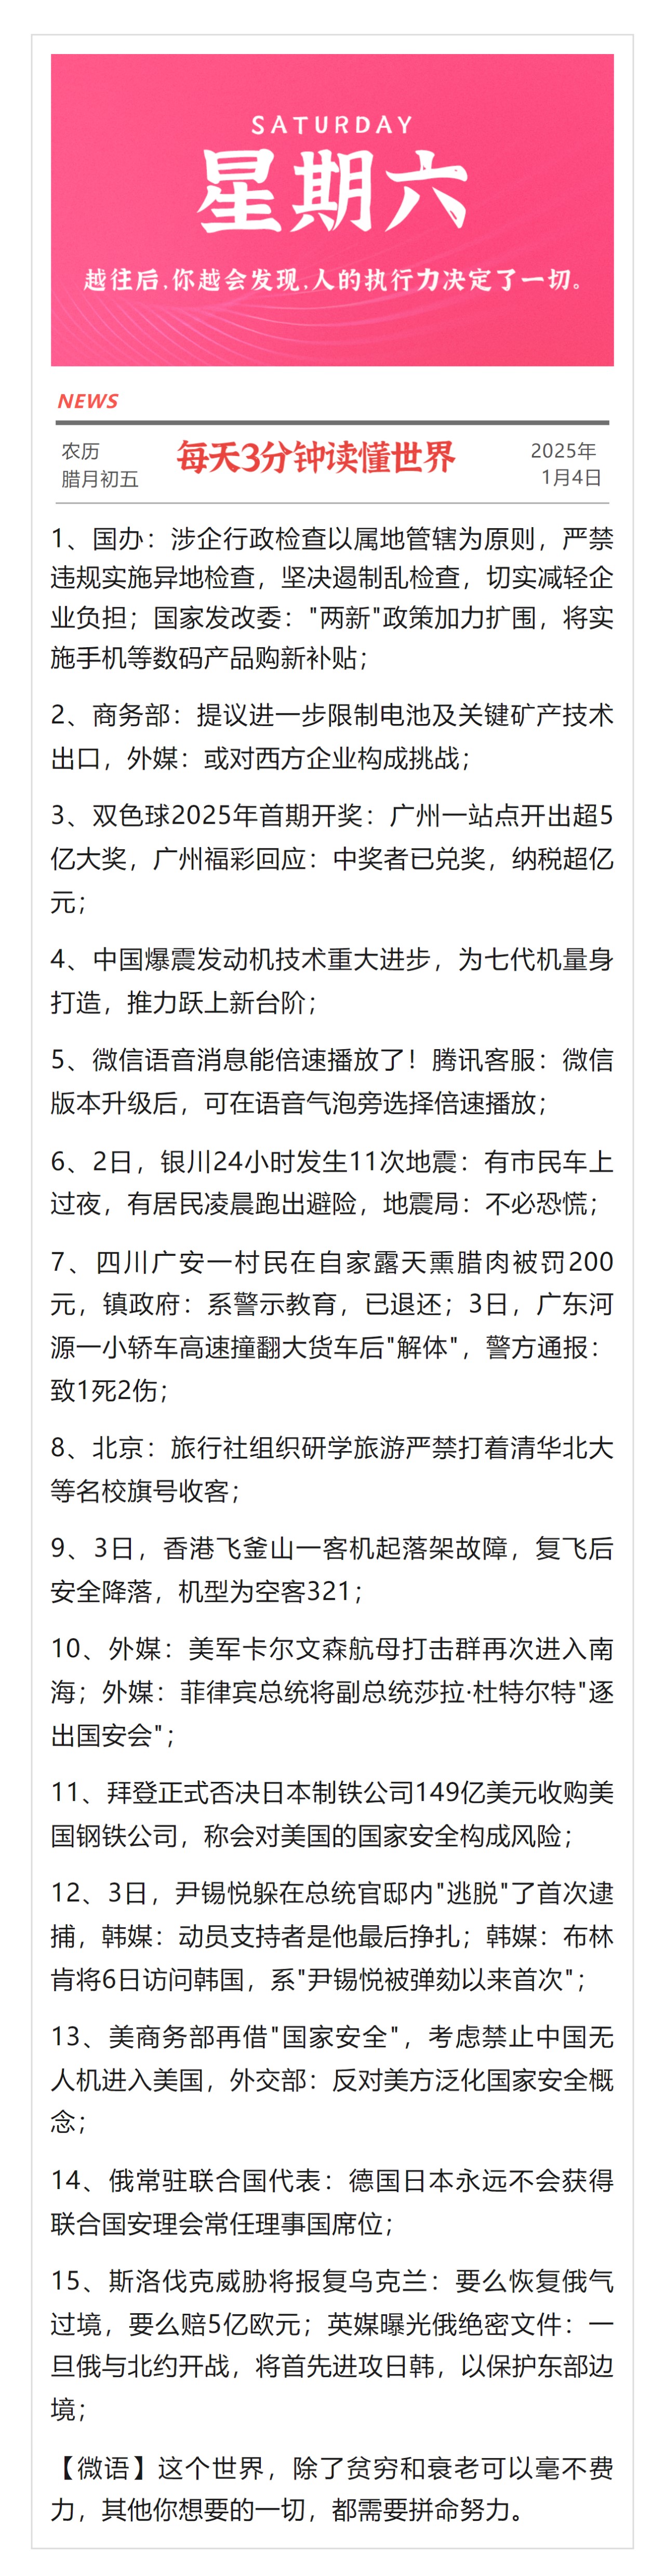 SATURDAY
星期六
越往后,你越会发现,人的执行力决定了一切。
NEWS
农历
腊月初五
每天3分钟读懂世界
2025年
1月4日
1、国办：涉企行政检查以属地管辖为原则，严禁
违规实施异地检查，坚决遏制乱检查，切实减轻企
业负担；国家发改委："两新"政策加力扩围，将实
施手机等数码产品购新补贴；
2、商务部：提议进一步限制电池及关键矿产技术
出口，外媒：或对西方企业构成挑战；
3、双色球2025年首期开奖：广州一站点开出超5
亿大奖，广州福彩回应：中奖者已兑奖，纳税超亿
元；
4、中国爆震发动机技术重大进步，为七代机量身
打造，推力跃上新台阶；
5、微信语音消息能倍速播放了！腾讯客服：微信
版本升级后，可在语音气泡旁选择倍速播放；
6、2日，银川24小时发生11次地震：有市民车上
过夜，有居民凌晨跑出避险，地震局：不必恐慌；
7、四川广安一村民在自家露天熏腊肉被罚200
元，镇政府：系警示教育，已退还；3日，广东河
源一小轿车高速撞翻大货车后"解体"，警方通报：
致1死2伤；
8、北京：旅行社组织研学旅游严禁打着清华北大
等名校旗号收客；
9、3日，香港飞釜山一客机起落架故障，复飞后
安全降落，机型为空客321；
10、外媒：美军卡尔文森航母打击群再次进入南
海；外媒：菲律宾总统将副总统莎拉·杜特尔特"逐
出国安会"；
11、拜登正式否决日本制铁公司149亿美元收购美
国钢铁公司，称会对美国的国家安全构成风险；
12、3日，尹锡悦躲在总统官邸内"逃脱"了首次逮
捕，韩媒：动员支持者是他最后挣扎；韩媒：布林
肯将6日访问韩国，系"尹锡悦被弹劾以来首次"；
13、美商务部再借"国家安全"，考虑禁止中国无
人机进入美国，外交部：反对美方泛化国家安全概
念；
14、俄常驻联合国代表：德国日本永远不会获得
联合国安理会常任理事国席位；
15、斯洛伐克威胁将报复乌克兰：要么恢复俄气
过境，要么赔5亿欧元；英媒曝光俄绝密文件：一
旦俄与北约开战，将首先进攻日韩，以保护东部边
境；
【微语】这个世界，除了贫穷和衰老可以毫不费
力，其他你想要的一切，都需要拼命努力。